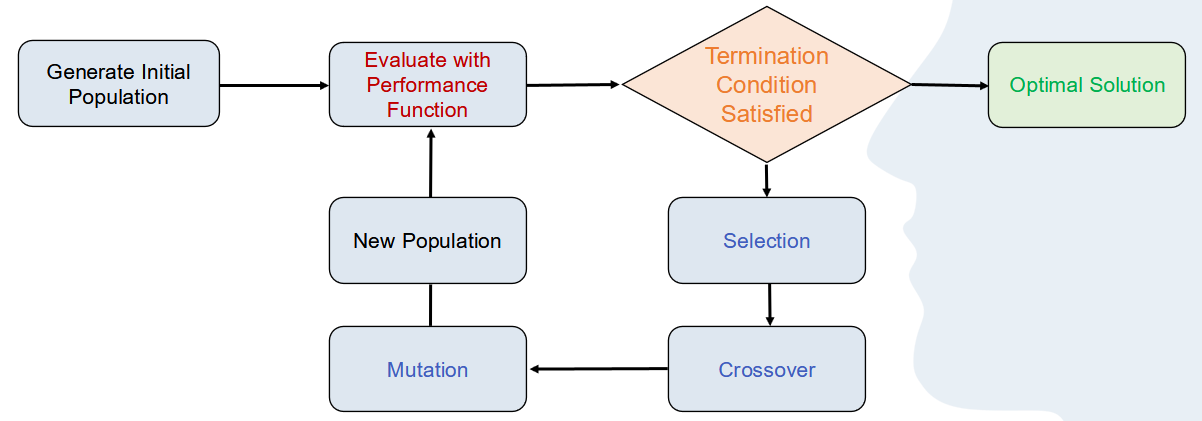 Generate Initial
Population
Evaluate with
Performance
Function
Termination
Condition
Satisfied
Optimal Solution
New Population
Selection
Mutation
Crossover